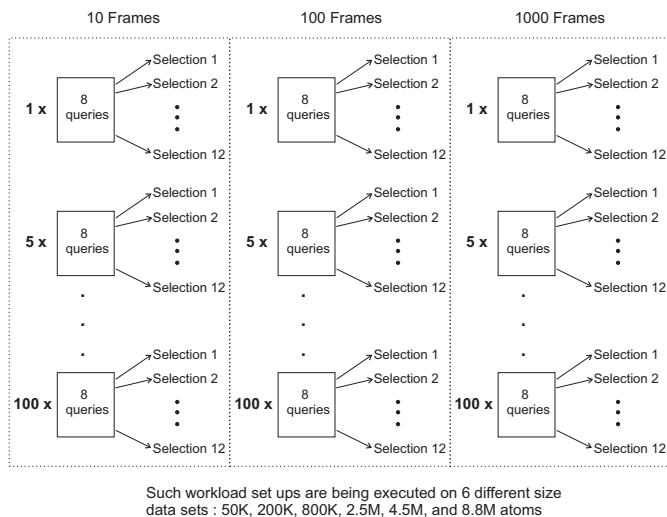 10 Frames
100 Frames
1000 Frames
1 x
8
queries
Selection 1
Selection 2
Selection 12
1 x
8
queries
Selection 1
Selection 2
Selection 12
1 x
8
queries
Selection 1
Selection 2
Selection 12
5 x
8
queries
Selection 1
Selection 2
Selection 12
5 x
8
queries
Selection 1
Selection 2
Selection 12
5 x
8
queries
Selection 1
Selection 2
Selection 12
100 x
8
queries
Selection 1
Selection 2
Selection 12
100 x
8
queries
Selection 1
Selection 2
Selection 12
100 x
8
queries
Selection 1
Selection 2
Selection 12
Such workload set ups are being executed on 6 different size
data sets : 50K, 200K, 800K, 2.5M, 4.5M, and 8.8M atoms